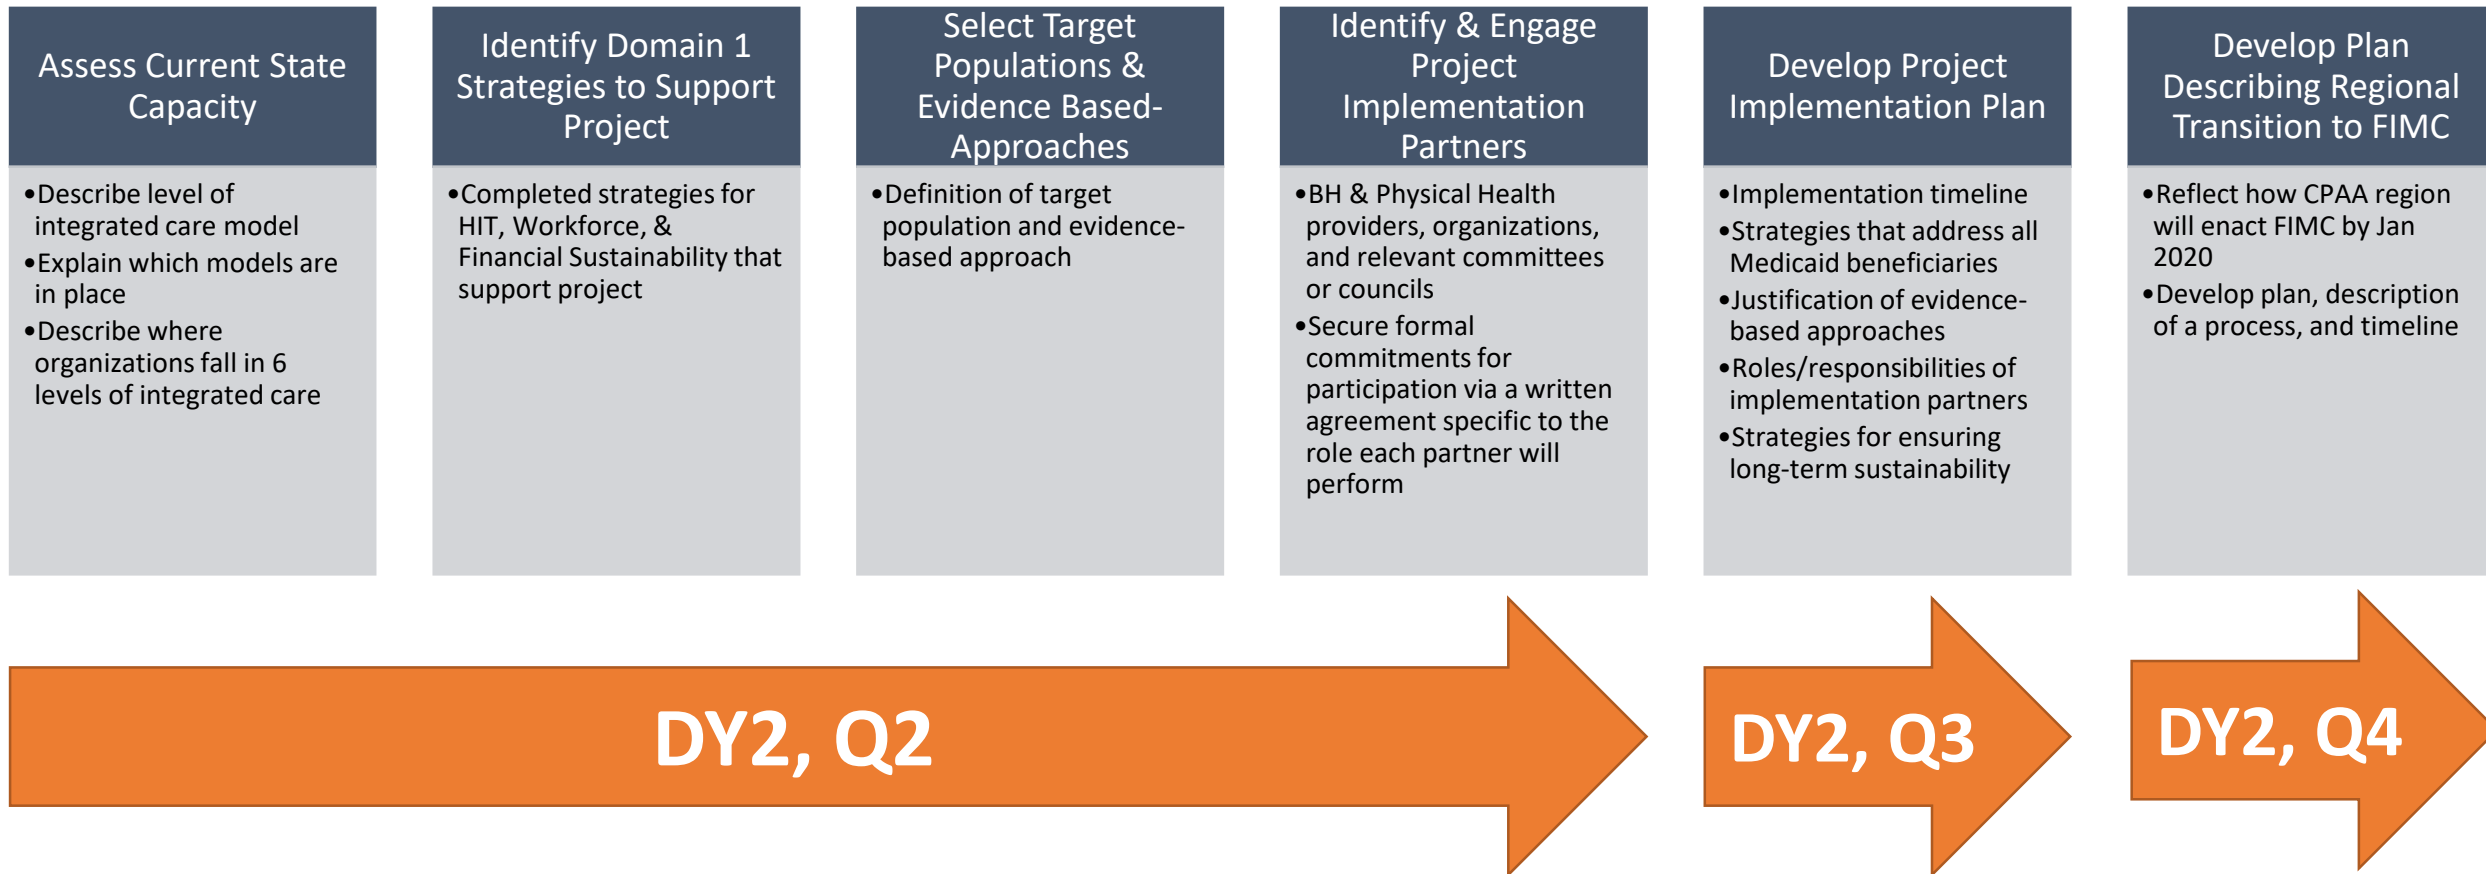 Assess Current State
Capacity
•Describe level of
integrated care model
•Explain which models are
in place
•Describe where
organizations fall in 6
levels of integrated care
Identify Domain 1
Strategies to Support
Project
•Completed strategies for
HIT, Workforce, &
Financial Sustainability that
support project
Select Target
Populations &
Evidence Based-
Approaches
•Definition of target
population and evidence-
based approach
Identify & Engage
Project
Implementation
Partners
•BH & Physical Health
providers, organizations,
and relevant committees
or councils
•Secure formal
commitments for
participation via a written
agreement specific to the
role each partner will
perform
Develop Project
Implementation Plan
•Implementation timeline
•Strategies that address all
Medicaid beneficiaries
•Justification of evidence-
based approaches
•Roles/responsibilities of
implementation partners
•Strategies for ensuring
long-term sustainability
Develop Plan
Describing Regional
Transition to FIMC
•Reflect how CPAA region
will enact FIMC by Jan
2020
•Develop plan, description
of a process, and timeline
DY2, Q2
DY2, Q3
DY2, Q4